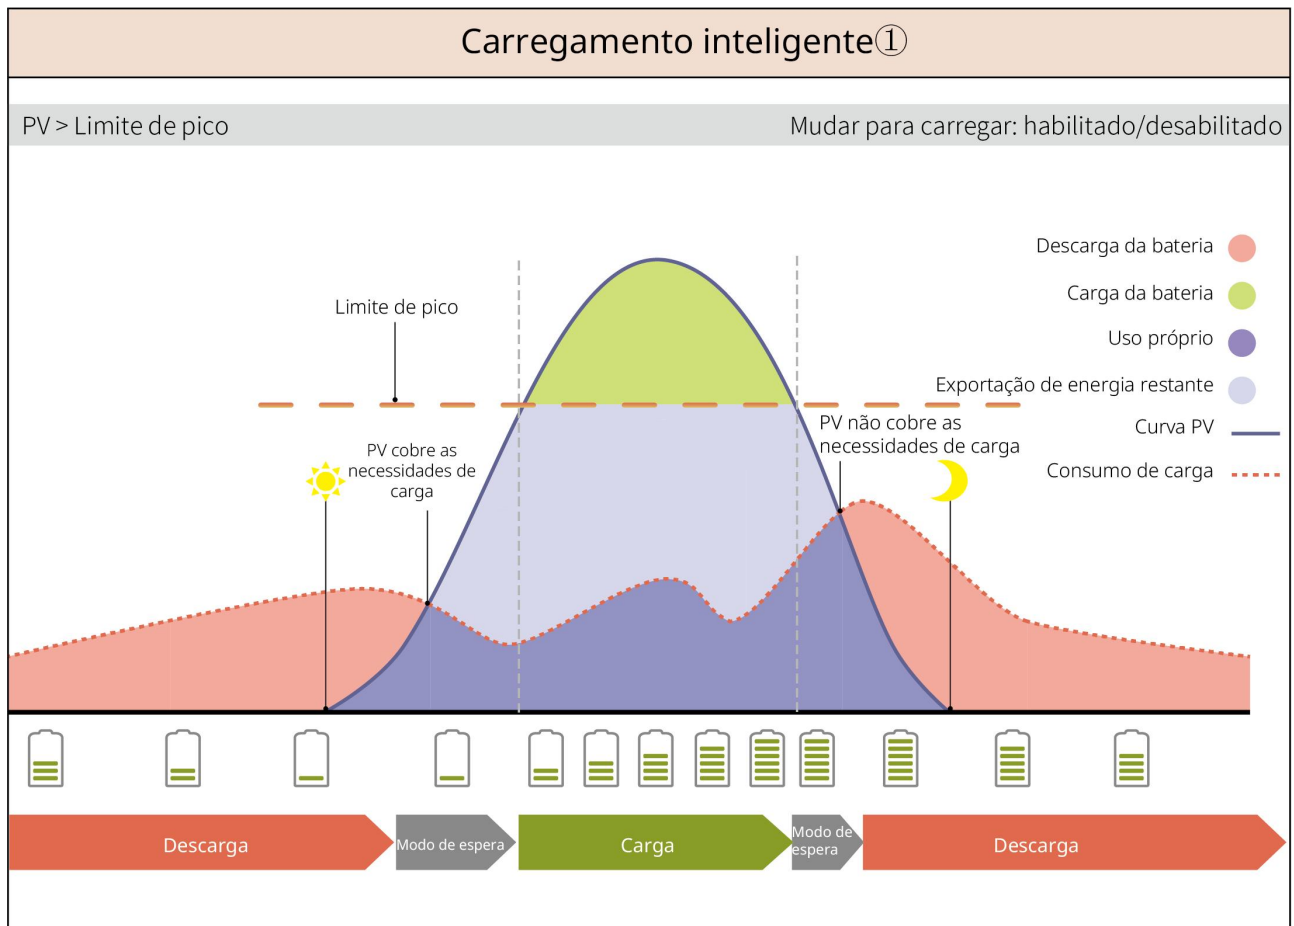 Carregamento inteligente①
PV > Limite de pico
Mudar para carregar: habilitado/desabilitado
Descarga da bateria
Carga da bateria
Uso próprio
Exportação de energia restante
Curva PV
Consumo de carga
Limite de pico
PV cobre as
necessidades de
carga
PV não cobre as
necessidades de carga
Descarga
Modo de espera
Carga
Modo de
espera
Descarga